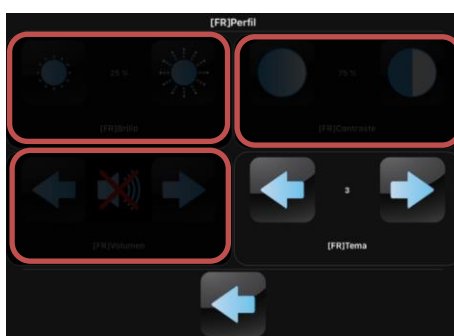 [FR]Perfil
25 %
75 %
[FR]Brillo
[FR]Contraste
3
[FR]Volumen
[FR]Tema